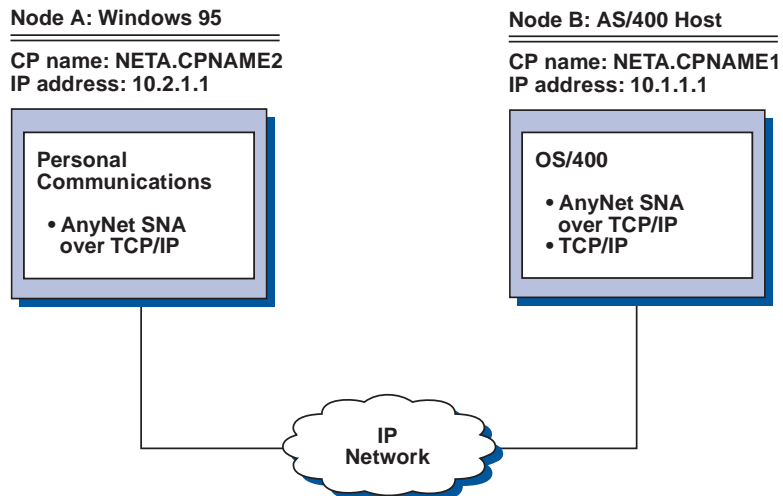 Node A: Windows 95
CP name: NETA.CPNAME2
IP address: 10.2.1.1
Personal
Communications
• AnyNet SNA
over TCP/IP
Node B: AS/400 Host
CP name: NETA.CPNAME1
IP address: 10.1.1.1
OS/400
• AnyNet SNA
over TCP/IP
• TCP/IP
IP
Network